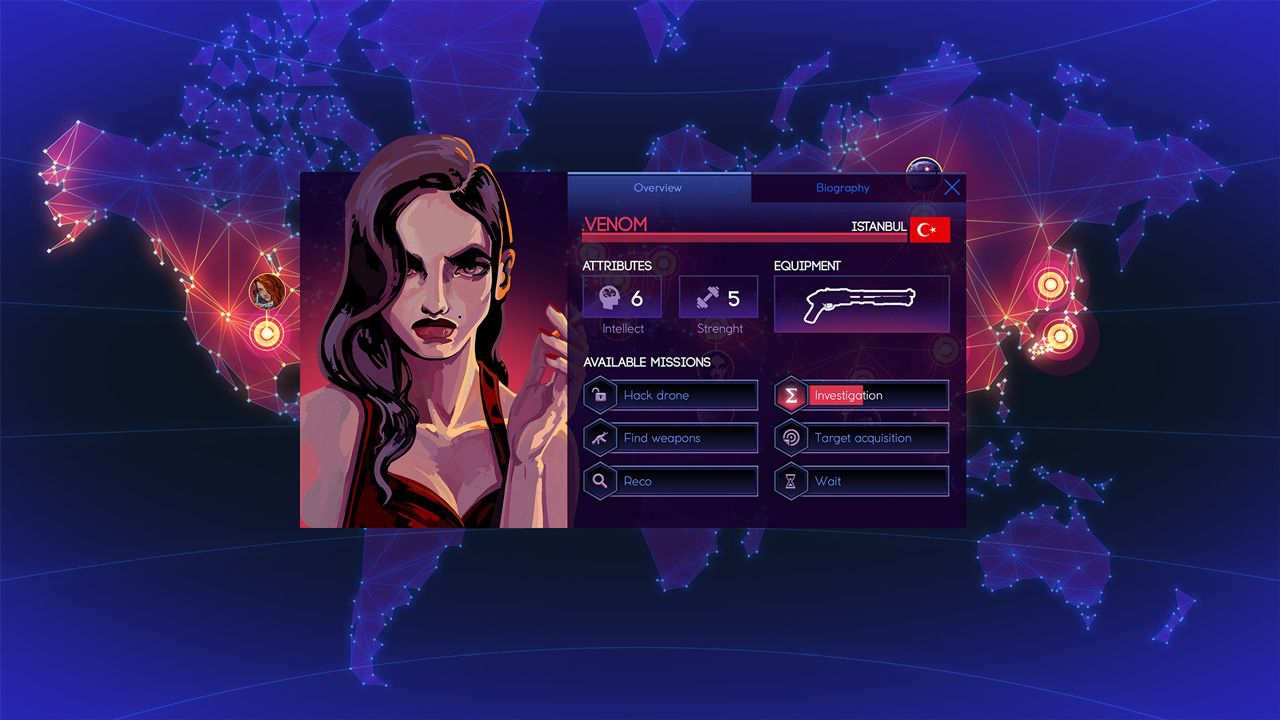 Overview
Biography
.VENOM
ISTANBUL
ATTRIBUTES
EQUIPMENT
6
5
Intellect
Strenght
AVAILABLE MISSIONS
Hack drone
Investigation
Find weapons
Target acquisition
Reco
Wait